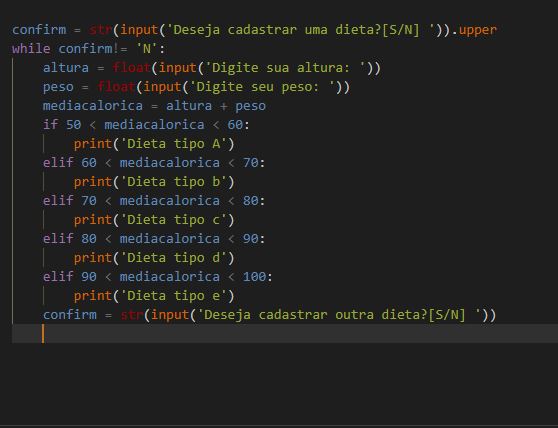 confirm = str(input('Deseja cadastrar uma dieta?[S/N] ')).upper
while confirm!= 'N':
    altura = float(input('Digite sua altura: '))
    peso = float(input('Digite seu peso: '))
    mediacalorica = altura + peso
    if 50 < mediacalorica < 60:
        print('Dieta tipo A')
    elif 60 < mediacalorica < 70:
        print('Dieta tipo b')
    elif 70 < mediacalorica < 80:
        print('Dieta tipo c')
    elif 80 < mediacalorica < 90:
        print('Dieta tipo d')
    elif 90 < mediacalorica < 100:
        print('Dieta tipo e')
    confirm = str(input('Deseja cadastrar outra dieta?[S/N] '))